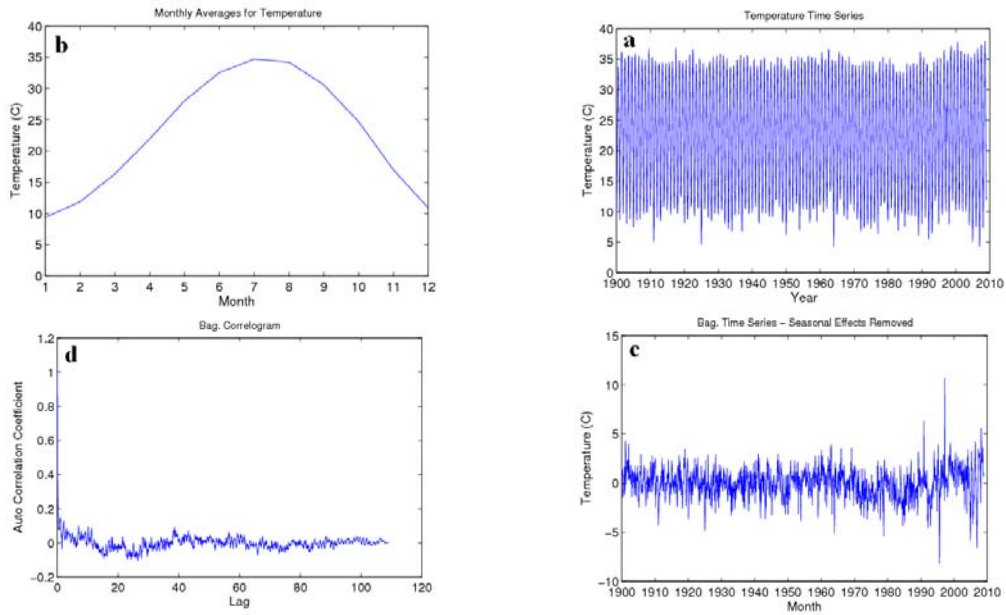 Monthly Averages for Temperature
b
40
35
30
25
20
15
10
5
0
Temperature (C)
1 2 3 4 5 6 7 8 9 10 11 12
Month
Temperature Time Series
a
40
35
30
25
20
15
10
5
0
Temperature (C)
1900 1910 1920 1930 1940 1950 1960 1970 1980 1990 2000 2010
Year
Bag. Correlogram
d
1.2
1
0.8
0.6
0.4
0.2
0
-0.2
Auto Correlation Coefficient
0 20 40 60 80 100 120
Lag
Bag. Time Series - Seasonal Effects Removed
c
15
10
5
0
-5
-10
Temperature (C)
1900 1910 1920 1930 1940 1950 1960 1970 1980 1990 2000 2010
Month